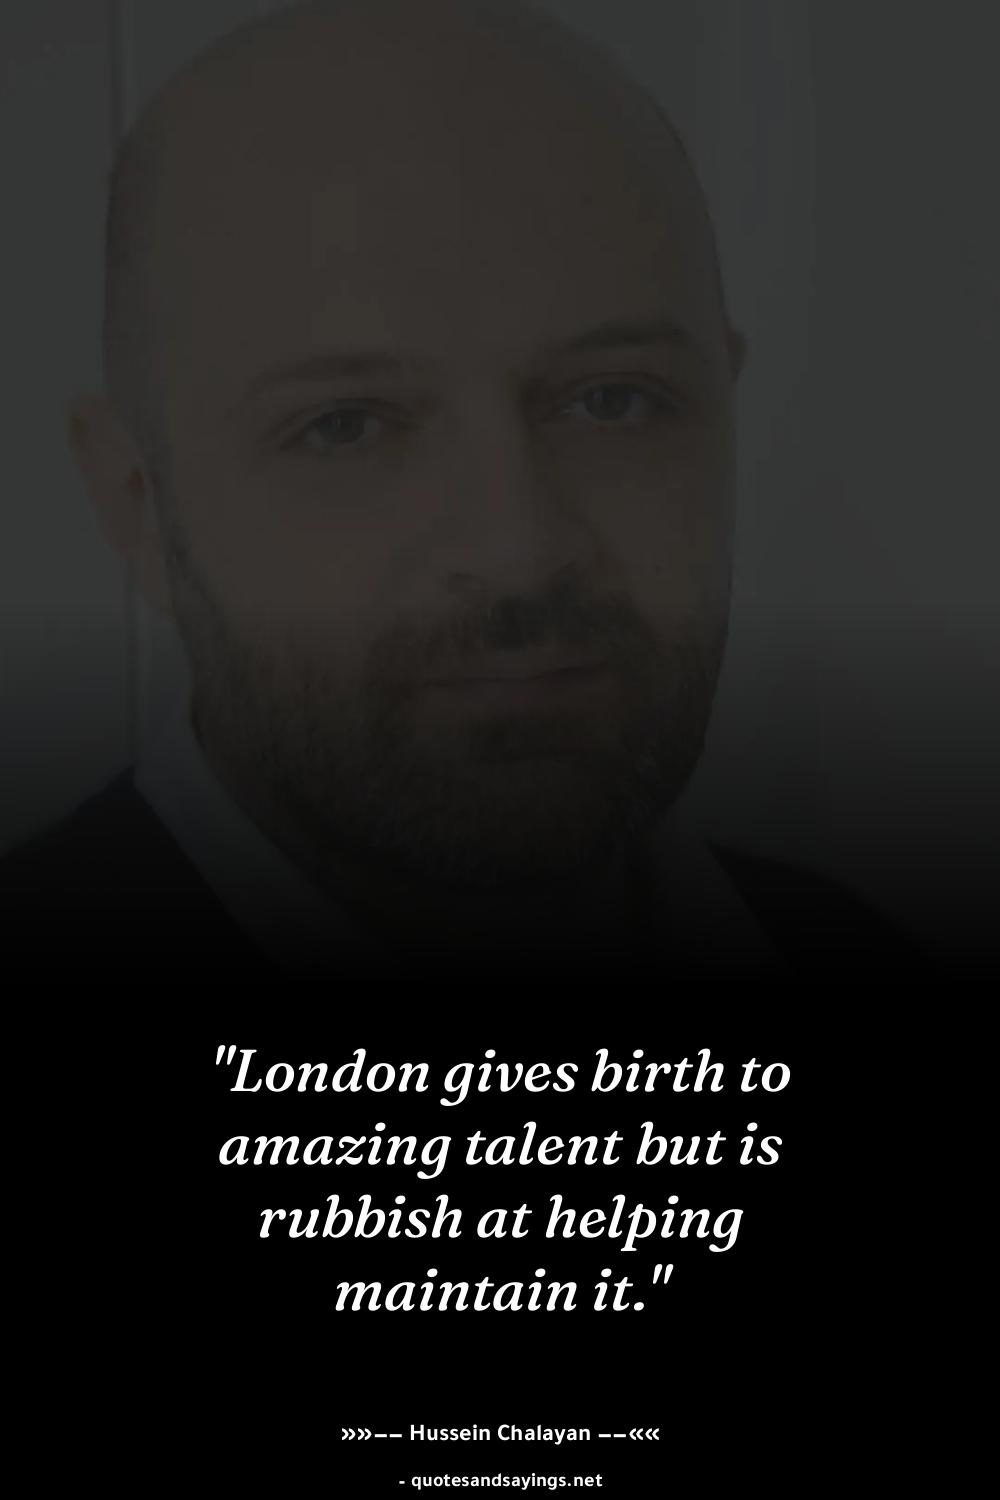 "London gives birth to
amazing talent but is
rubbish at helping
maintain it."
»»–– Hussein Chalayan ––««
- quotesandsayings.net